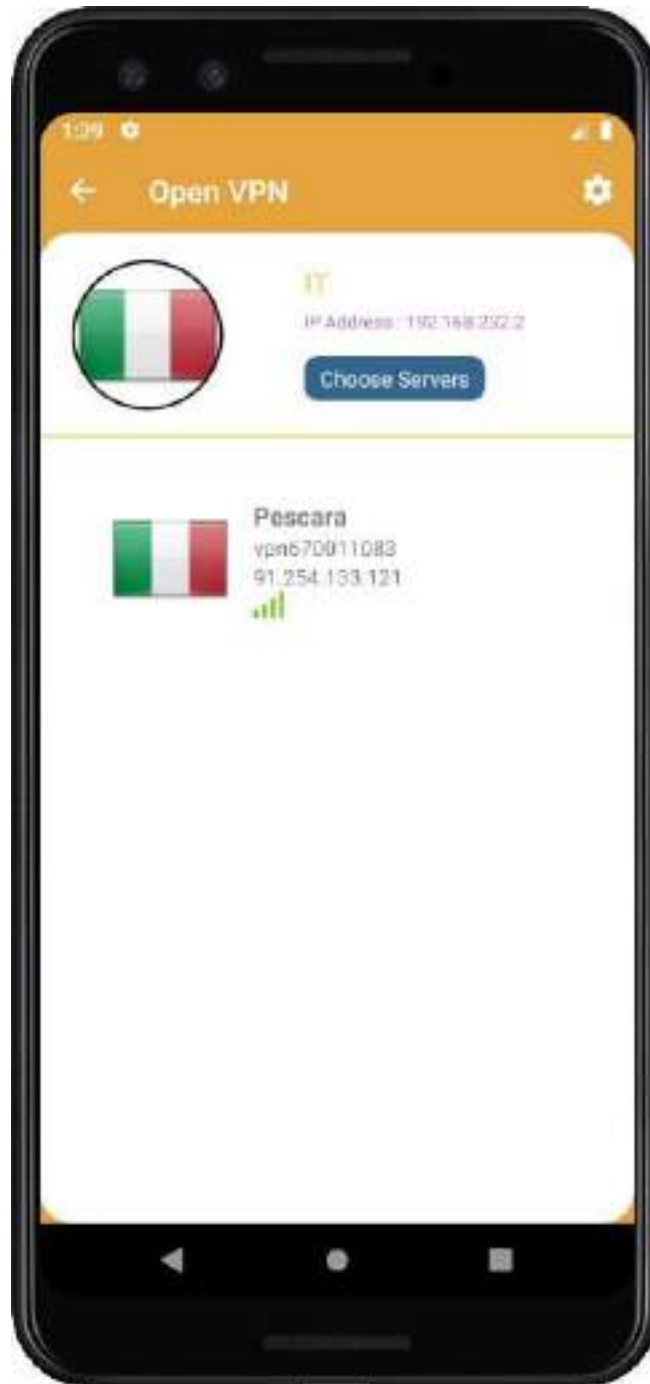 1:39
Open VPN
IT
IP Address : 192.168.232.2
Choose Servers
Pescara
vpn670911083
91.254.133.121